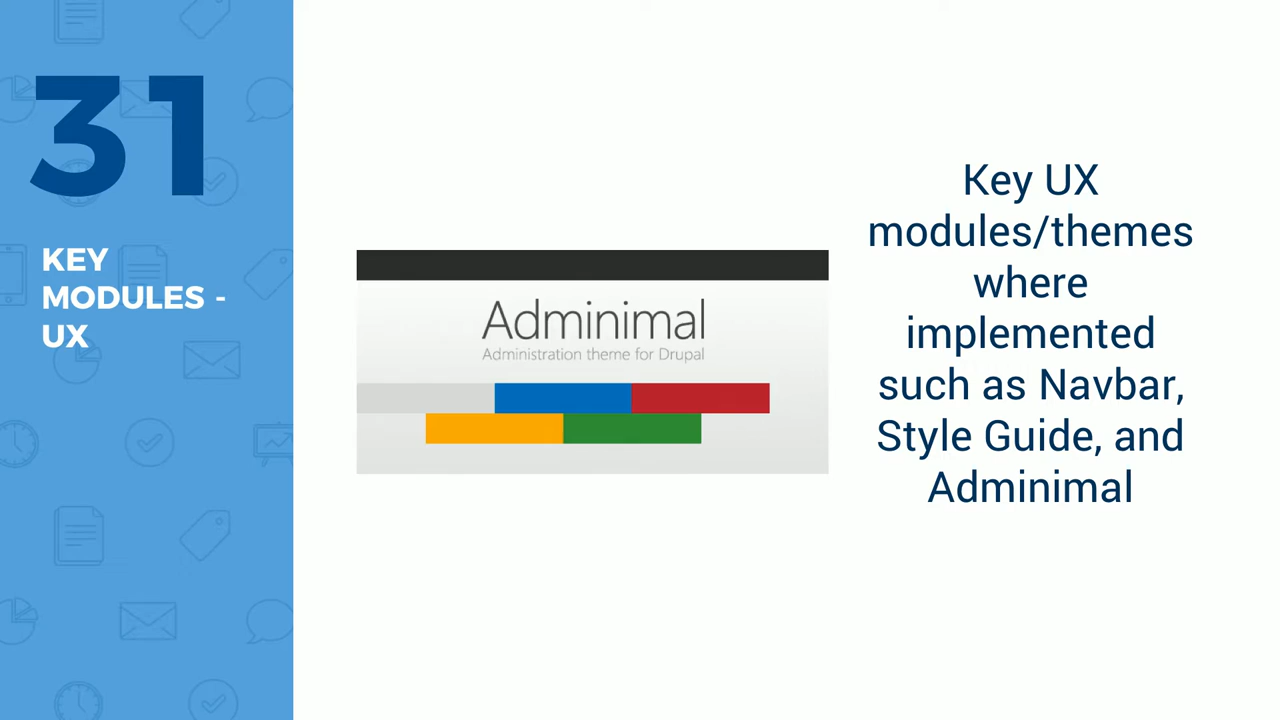 31
KEY
MODULES -
UX
Adminimal
Administration theme for Drupal
Key UX
modules/themes
where
implemented
such as Navbar,
Style Guide, and
Adminimal